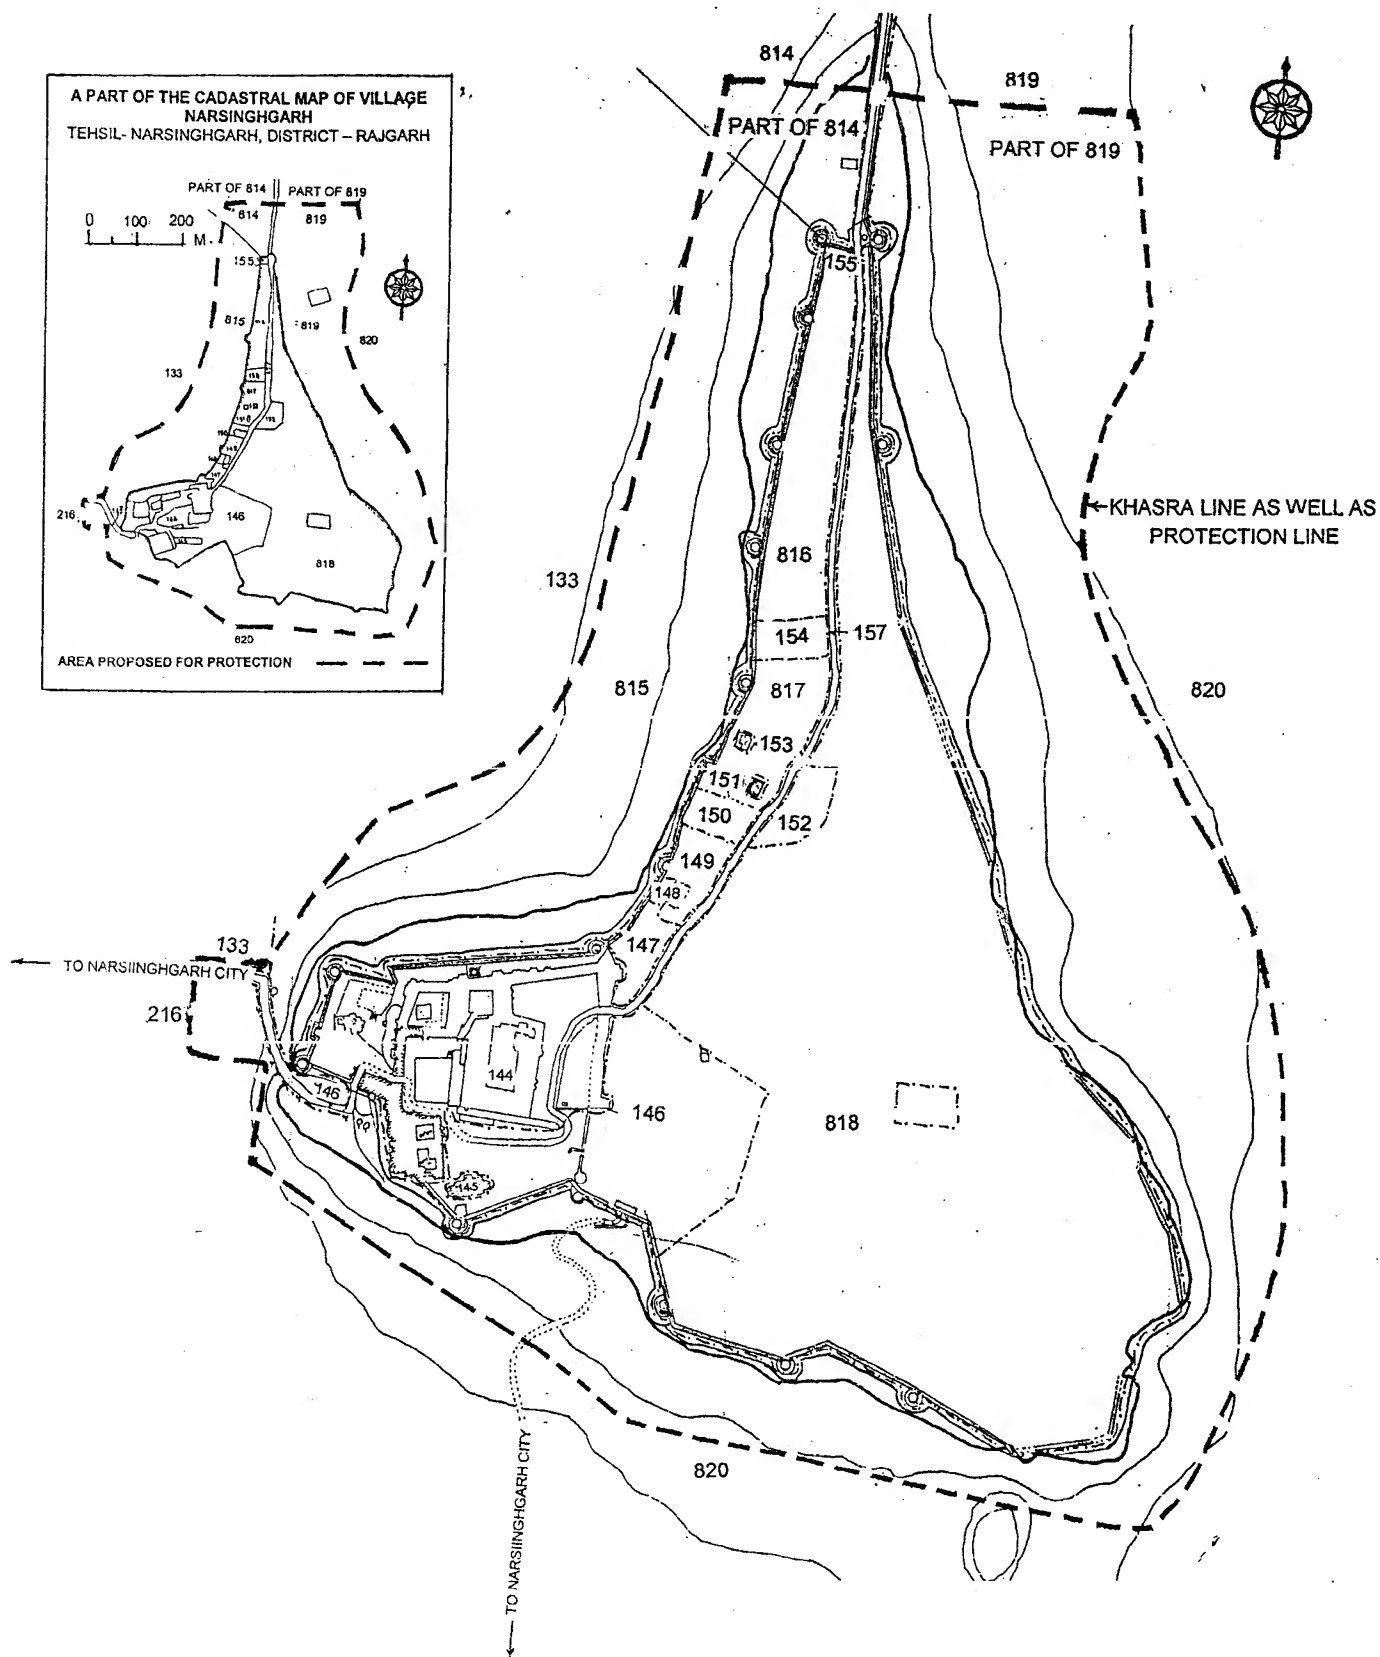 A PART OF THE CADASTRAL MAP OF VILLAGE
NARSINGHGARH
TEHSIL- NARSINGHGARH, DISTRICT – RAJGARH
PART OF 814 PART OF 819
814 819
0 100 200
M
155
815
819
820
133
146
216
818
820
AREA PROPOSED FOR PROTECTION
814
819
PART OF 814
PART OF 819
155
KHASRA LINE AS WELL AS
PROTECTION LINE
816
133
154
157
815
817
820
153
151
150
152
149
148
147
133
TO NARSIINGHGARH CITY
216
144
146
146
818
145
820
TO NARSIINGHGARH CITY